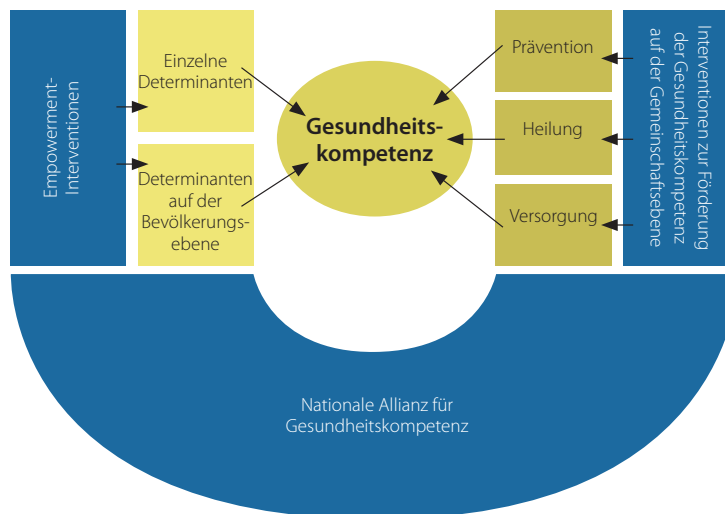 Empowerment-
Interventionen
Einzelne
Determinanten
Determinanten
auf der
Bevölkerungs-
ebene
Gesundheits-
kompetenz
Prävention
Heilung
Versorgung
Interventionen zur Förderung
der Gesundheitskompetenz
auf der Gemeinschaftsebene
Nationale Allianz für
Gesundheitskompetenz